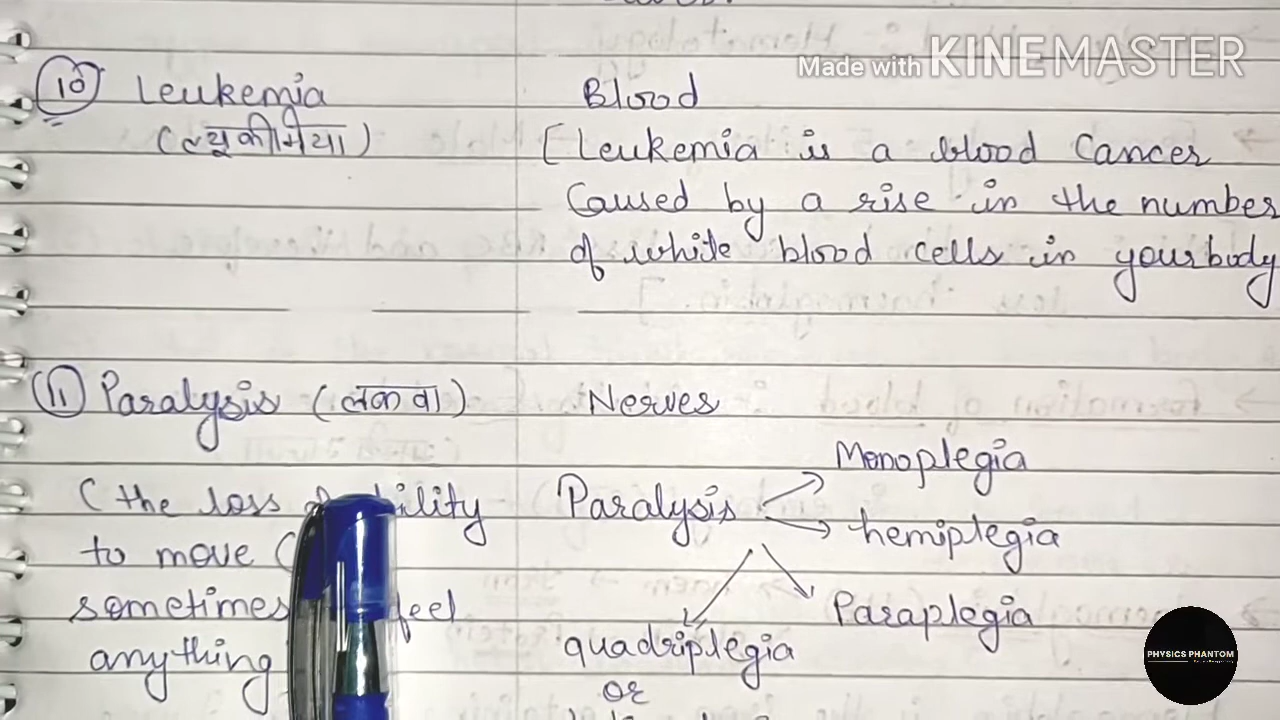 Made with KINEMASTER
10 Leukemia Blood
(ल्यूकीमिया) [Leukemia is a blood Cancer
Caused by a rise in the number
of white blood cells in your body
11 Paralysis (लकवा) Nerves
Monoplegia
(the loss ability Paralysis
hemiplegia
to move (
sometimes feel
Paraplegia
anything quadriplegia
or
PHYSICS PHANTOM